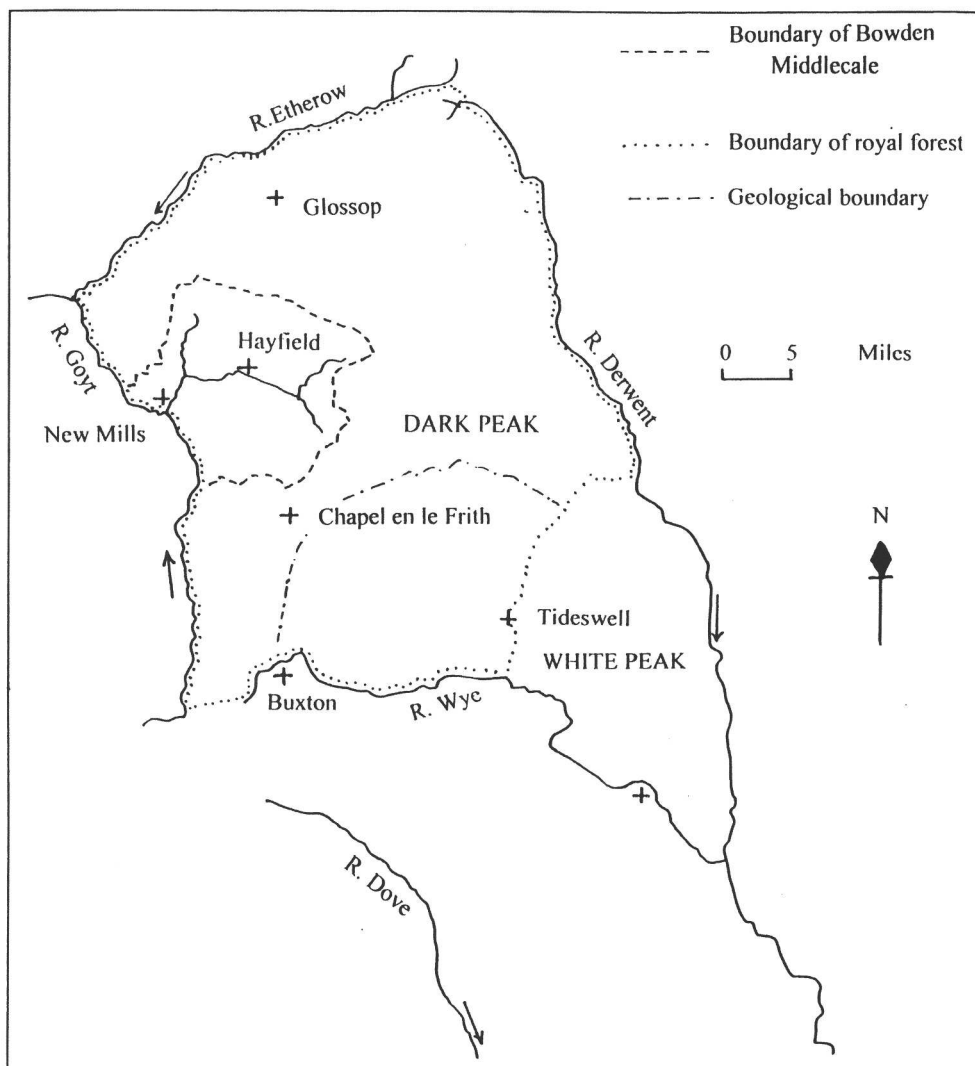 Boundary of Bowden
Middlecale
R.Etherow
Boundary of royal forest
Glossop
Geological boundary
R. Goyt
Hayfield
R. Derwent
0 5 Miles
New Mills
DARK PEAK
N
Chapel en le Frith
Tideswell
WHITE PEAK
Buxton
R. Wye
R. Dove